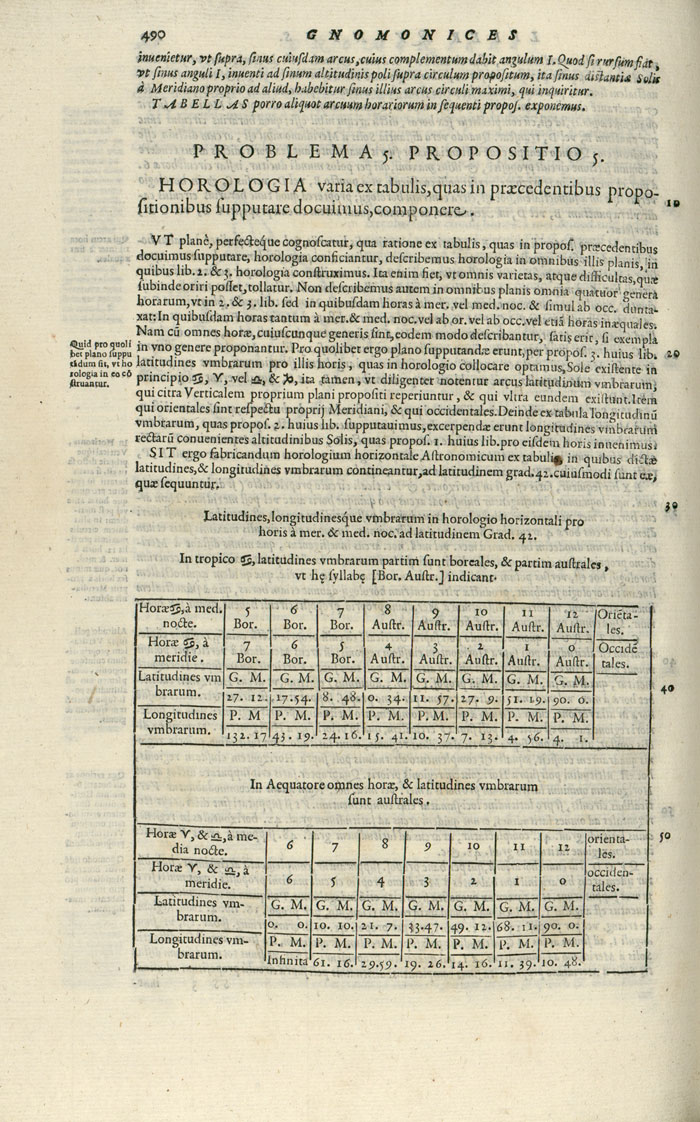 490 GNOMONICES
inuenietur, vt supra, sinus cuiusdam arcus, cuius complementum dabit angulum I. Quod si rursum fiat,
vt sinus anguli I, inuenti ad sinum altitudinis poli supra circulum propositum, ita sinus distantiæ Solis
à Meridiano proprio ad aliud, habebitur sinus illius arcus circuli maximi, qui inquiritur.
TABELLAS porro aliquot arcuum horariorum in sequenti propos. exponemus.
PROBLEMA 5. PROPOSITIO 5.
HOROLOGIA varia ex tabulis, quas in præcedentibus propo-
sitionibus supputare docuimus, componere.
10
VT planè, perfecteque cognoscatur, qua ratione ex tabulis, quas in propos. præcedentibus
docuimus supputare, horologia conficiantur, describemus horologia in omnibus illis planis, in
quibus lib. 2. & 3. horologia construximus. Ita enim fiet, vt omnis varietas, atque difficultas, quæ
subinde oriri posset, tollatur. Non describemus autem in omnibus planis omnia quatuor genera
horarum, vt in 2. & 3. lib. sed in quibusdam horas à mer. vel med. noc. & simul ab occ. dunta-
xat: In quibusdam horas tantum à mer. & med. noc. vel ab or. vel ab occ. vel etiā horas inæquales.
Nam cū omnes horæ, cuiuscunque generis sint, eodem modo describantur, satis erit, si exempla
in vno genere proponantur. Pro quolibet ergo plano supputandæ erunt, per propos. 3. huius lib.
20
Quid pro quoli
bet plano suppu
tādum sit, vt ho
rologia in eo cō
struantur.
latitudines vmbrarum pro illis horis, quas in horologio collocare optamus, Sole existente in
principio ♋, ♈, vel ♎, & ♑, ita tamen, vt diligenter notentur arcus latitudinum vmbrarum,
qui citra Verticalem proprium plani propositi reperiuntur, & qui vltra eundem existunt. Item
qui orientales sint respectu proprij Meridiani, & qui occidentales. Deinde ex tabula longitudinū
vmbrarum, quas propos. 2. huius lib. supputauimus, excerpendæ erunt longitudines vmbrarum
rectarū conuenientes altitudinibus Solis, quas propos. 1. huius lib. pro eisdem horis inuenimus.
SIT ergo fabricandum horologium horizontale Astronomicum ex tabulis, in quibus dictæ
latitudines, & longitudines vmbrarum contineantur, ad latitudinem grad. 42. cuiusmodi sunt eæ,
quæ sequuntur.
30
Latitudines, longitudinesque vmbrarum in horologio horizontali pro
horis à mer. & med. noc. ad latitudinem Grad. 42.
In tropico ♋, latitudines vmbrarum partim sunt boreales, & partim australes,
vt hę syllabę [Bor. Austr.] indicant.
Horæ ♋, à med. 5 6 7 8 9 10 11 12 Oriēta-
nocte. Bor. Bor. Bor. Austr. Austr. Austr. Austr. Austr. les.
Horæ ♋, à 7 6 5 4 3 2 1 0 Occidē
meridie. Bor. Bor. Bor. Austr. Austr. Austr. Austr. Austr. tales.
Latitudines vm G. M. G. M. G. M. G. M. G. M. G. M. G. M. G. M.
40
brarum. 27. 12. 17. 54. 8. 48. 0. 34. 11. 57. 27. 9. 51. 19. 90. 0.
Longitudines P. M P. M. P. M. P. M. P. M. P. M. P. M. P. M.
vmbrarum. 132. 17 43. 19. 24. 16. 15. 41. 10. 37. 7. 13. 4. 56. 4. 1.
In Aequatore omnes horæ, & latitudines vmbrarum
sunt australes.
50
Horæ ♈, & ♎, à me- 6 7 8 9 10 11 12 orienta-
dia nocte. les.
Horæ ♈, & ♎, à 6 5 4 3 2 1 0 occiden-
meridie. tales.
Latitudines vm- G. M. G. M. G. M. G. M. G. M. G. M. G. M.
brarum. 0. 0. 10. 10. 21. 7. 33. 47. 49. 12. 68. 11. 90. 0.
Longitudines vm- P. M. P. M. P. M. P. M. P. M. P. M. P. M.
brarum. Infinita 61. 16. 29. 59. 19. 26. 14. 16. 11. 39. 10. 48.